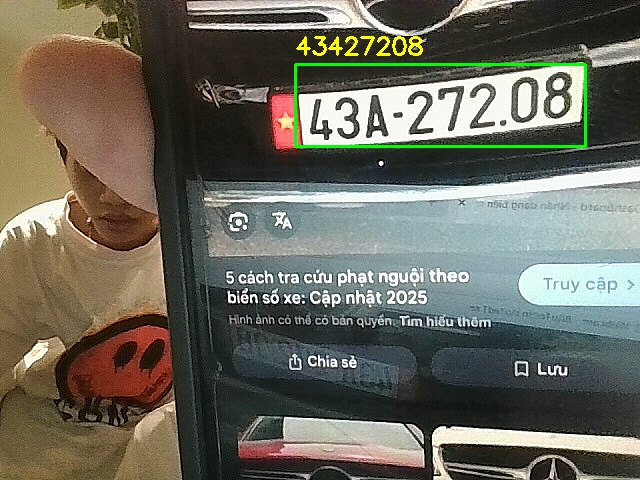 43427208
43A-272.08
5 cách tra cứu phạt nguội theo
biển số xe: Cập nhật 2025
Truy cập >
Hình ảnh có thể có bản quyền. Tìm hiểu thêm
Chia sẻ
Lưu